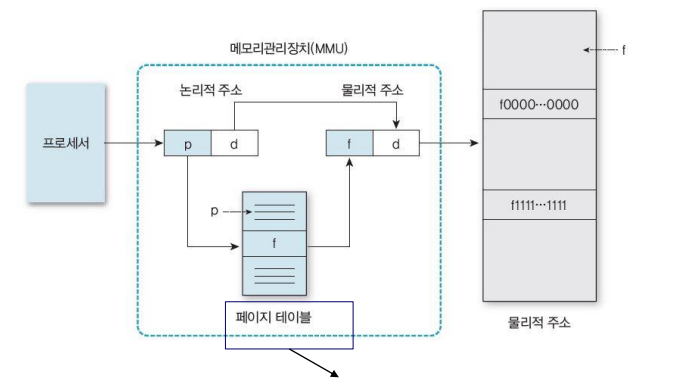 메모리관리장치(MMU)
논리적 주소
물리적 주소
프로세서
p
d
f
d
p
f
페이지 테이블
f
f0000…0000
f1111…1111
물리적 주소